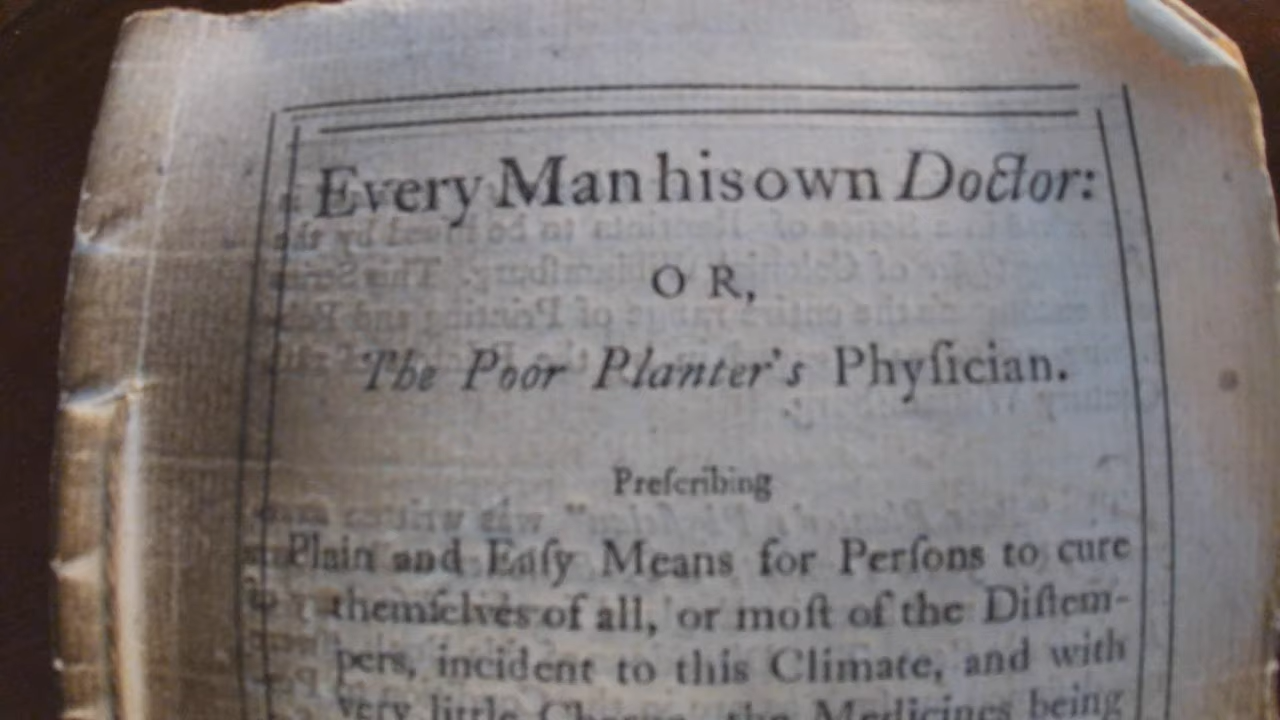 Every Man his own Doctor:
O R,
The Poor Planter's Phyſician.
Preſcribing
Plain and Eaſy Means for Perſons to cure
themſelves of all, or moſt of the Diſtem-
pers, incident to this Climate, and with
very little Charge, the Medicines being